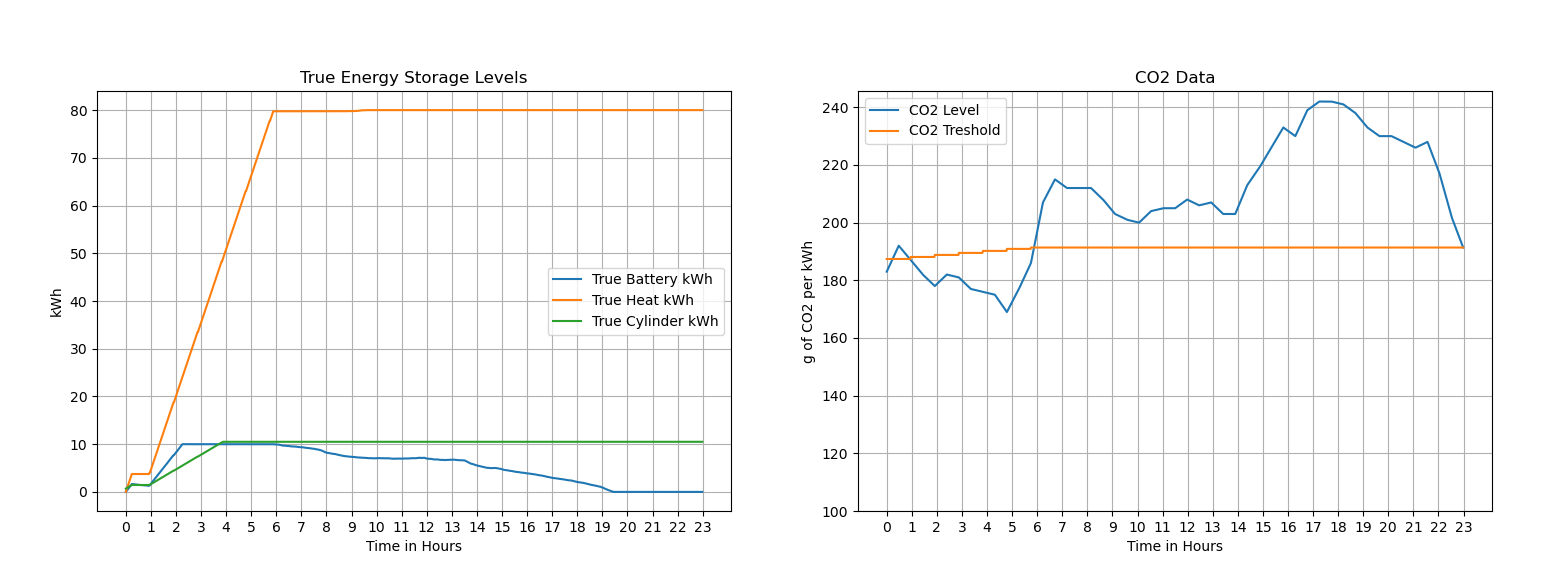 True Energy Storage Levels
kWh
80
70
60
50
40
30
20
10
0
True Battery kWh
True Heat kWh
True Cylinder kWh
0 1 2 3 4 5 6 7 8 9 10 11 12 13 14 15 16 17 18 19 20 21 22 23
Time in Hours
CO2 Data
g of CO2 per kWh
240
220
200
180
160
140
120
100
CO2 Level
CO2 Treshold
0 1 2 3 4 5 6 7 8 9 10 11 12 13 14 15 16 17 18 19 20 21 22 23
Time in Hours